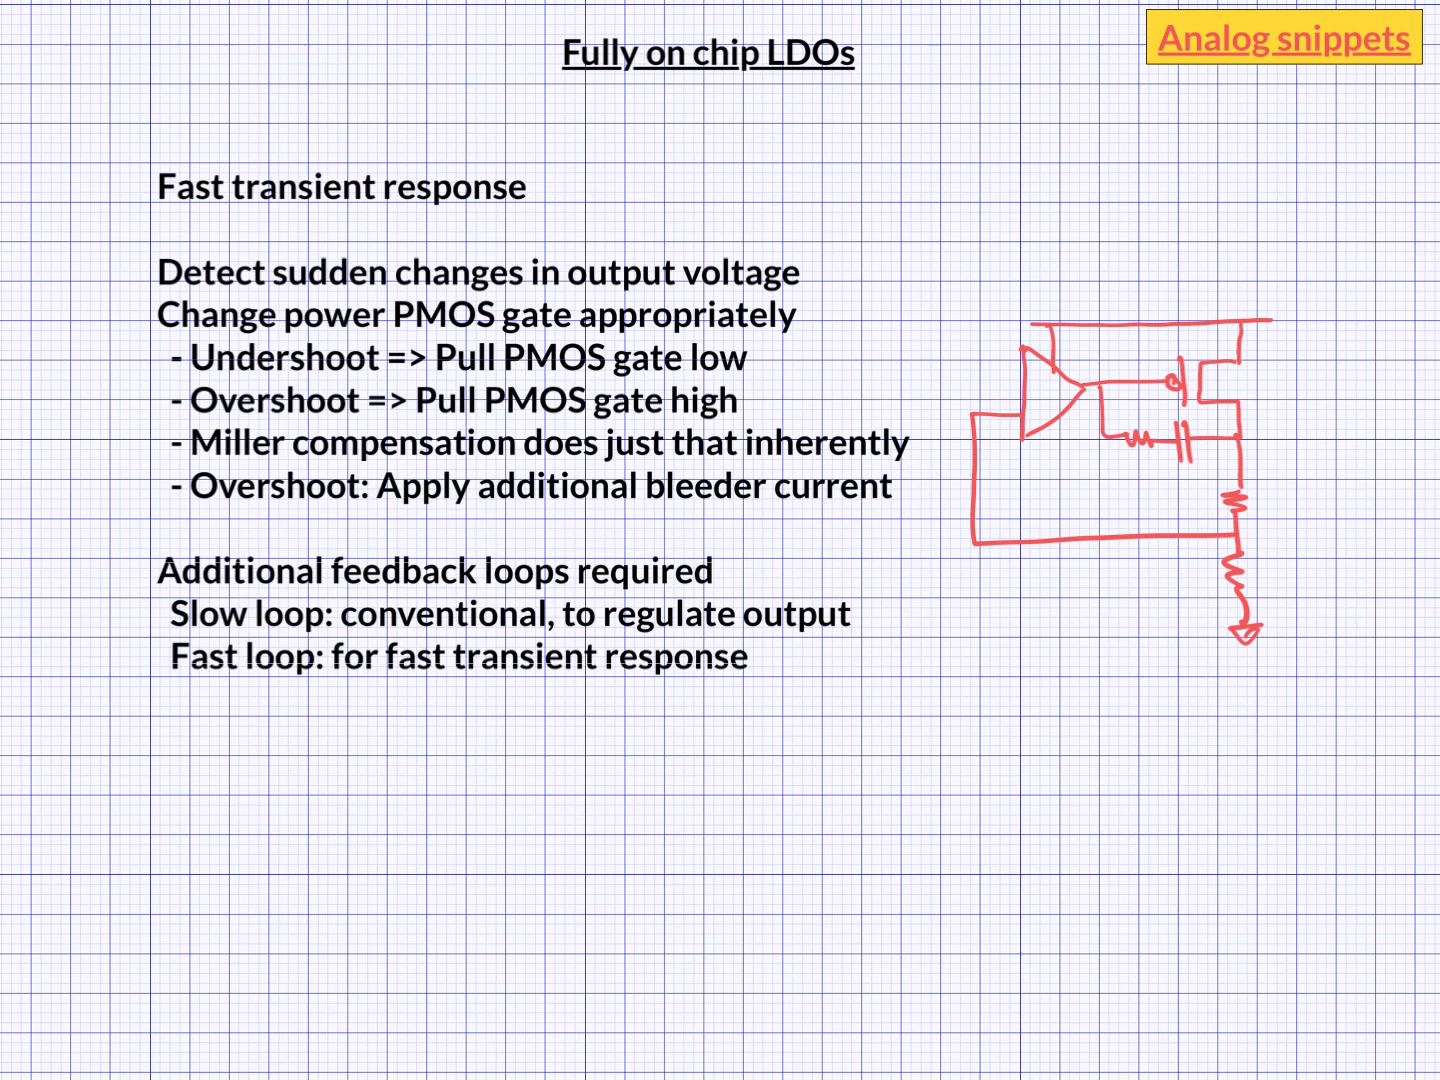 Fully on chip LDOs
Analog snippets
Fast transient response
Detect sudden changes in output voltage
Change power PMOS gate appropriately
- Undershoot => Pull PMOS gate low
- Overshoot => Pull PMOS gate high
- Miller compensation does just that inherently
- Overshoot: Apply additional bleeder current
Additional feedback loops required
Slow loop: conventional, to regulate output
Fast loop: for fast transient response